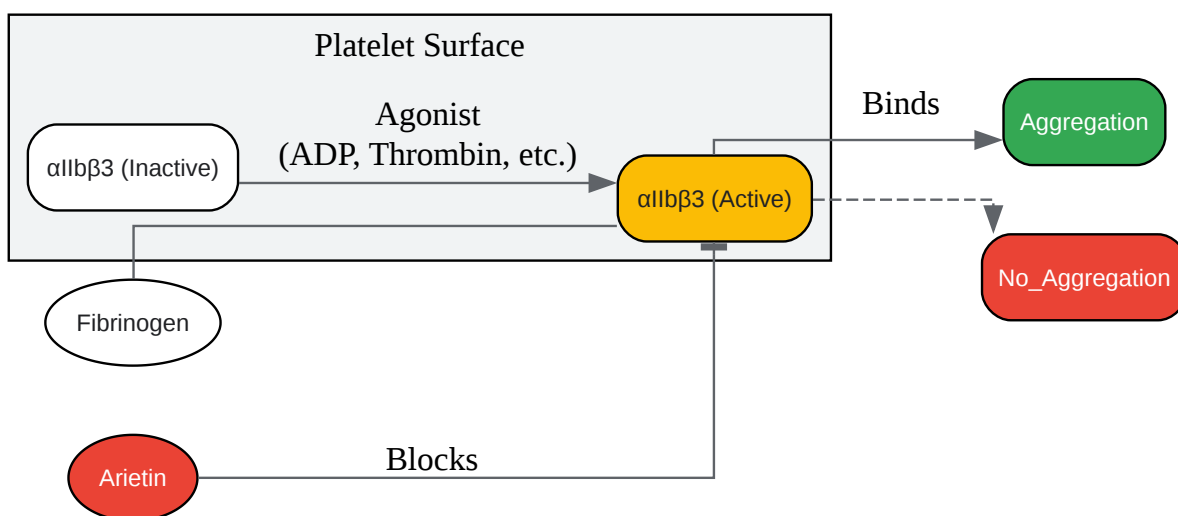 Platelet Surface
Agonist
(ADP, Thrombin, etc.)
αIIbβ3 (Inactive)
αIIbβ3 (Active)
Binds
Aggregation
No_Aggregation
Fibrinogen
Arietin
Blocks